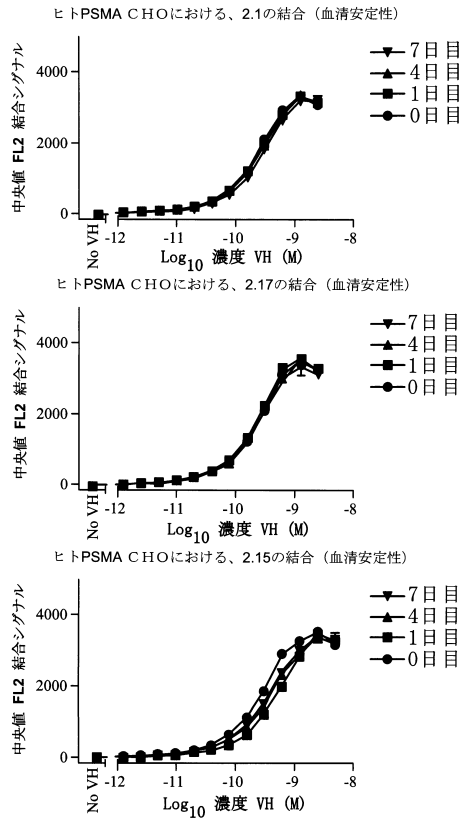 ヒトPSMA ＣＨＯにおける、2.1の結合（血清安定性）
7日目
4日目
1日目
0日目
中央値 FL2 結合シグナル
4000
2000
0
No VH
-12 -11 -10 -9 -8
Log10 濃度 VH (M)
ヒトPSMA ＣＨＯにおける、2.17の結合（血清安定性）
7日目
4日目
1日目
0日目
中央値 FL2 結合シグナル
4000
2000
0
No VH
-12 -11 -10 -9 -8
Log10 濃度 VH (M)
ヒトPSMA ＣＨＯにおける、2.15の結合（血清安定性）
7日目
4日目
1日目
0日目
中央値 FL2 結合シグナル
4000
2000
0
No VH
-12 -11 -10 -9 -8
Log10 濃度 VH (M)